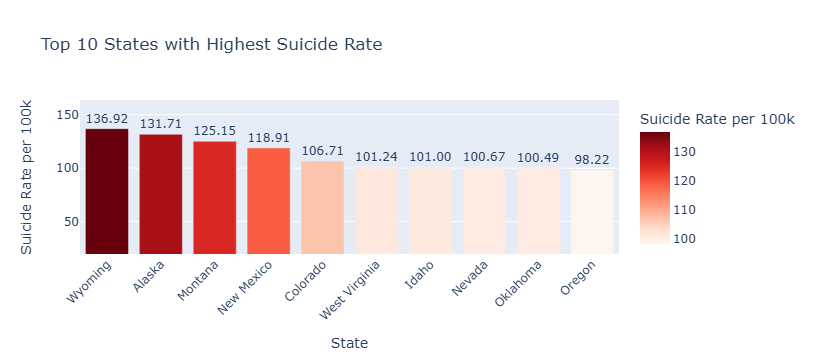 Top 10 States with Highest Suicide Rate
Suicide Rate per 100k
150
100
50
136.92
131.71
125.15
118.91
106.71
101.24
101.00
100.67
100.49
98.22
Wyoming
Alaska
Montana
New Mexico
Colorado
West Virginia
Idaho
Nevada
Oklahoma
Oregon
State
Suicide Rate per 100k
130
120
110
100